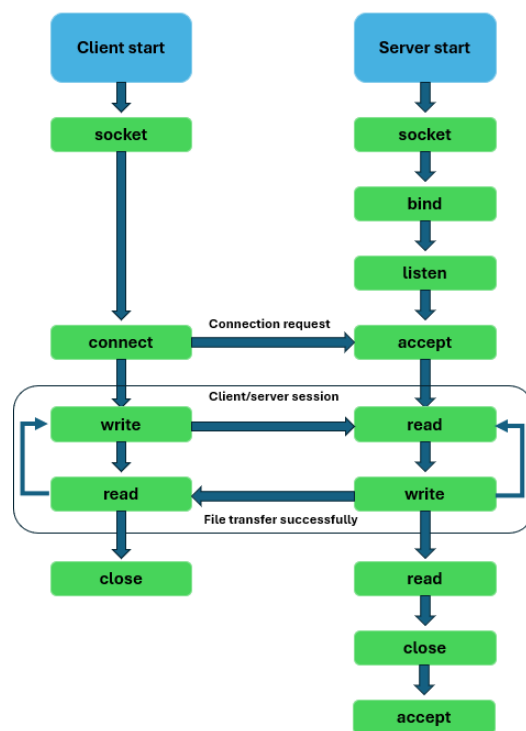 Client start
Server start
socket
socket
bind
listen
Connection request
connect
accept
Client/server session
write
read
read
write
File transfer successfully
close
read
close
accept